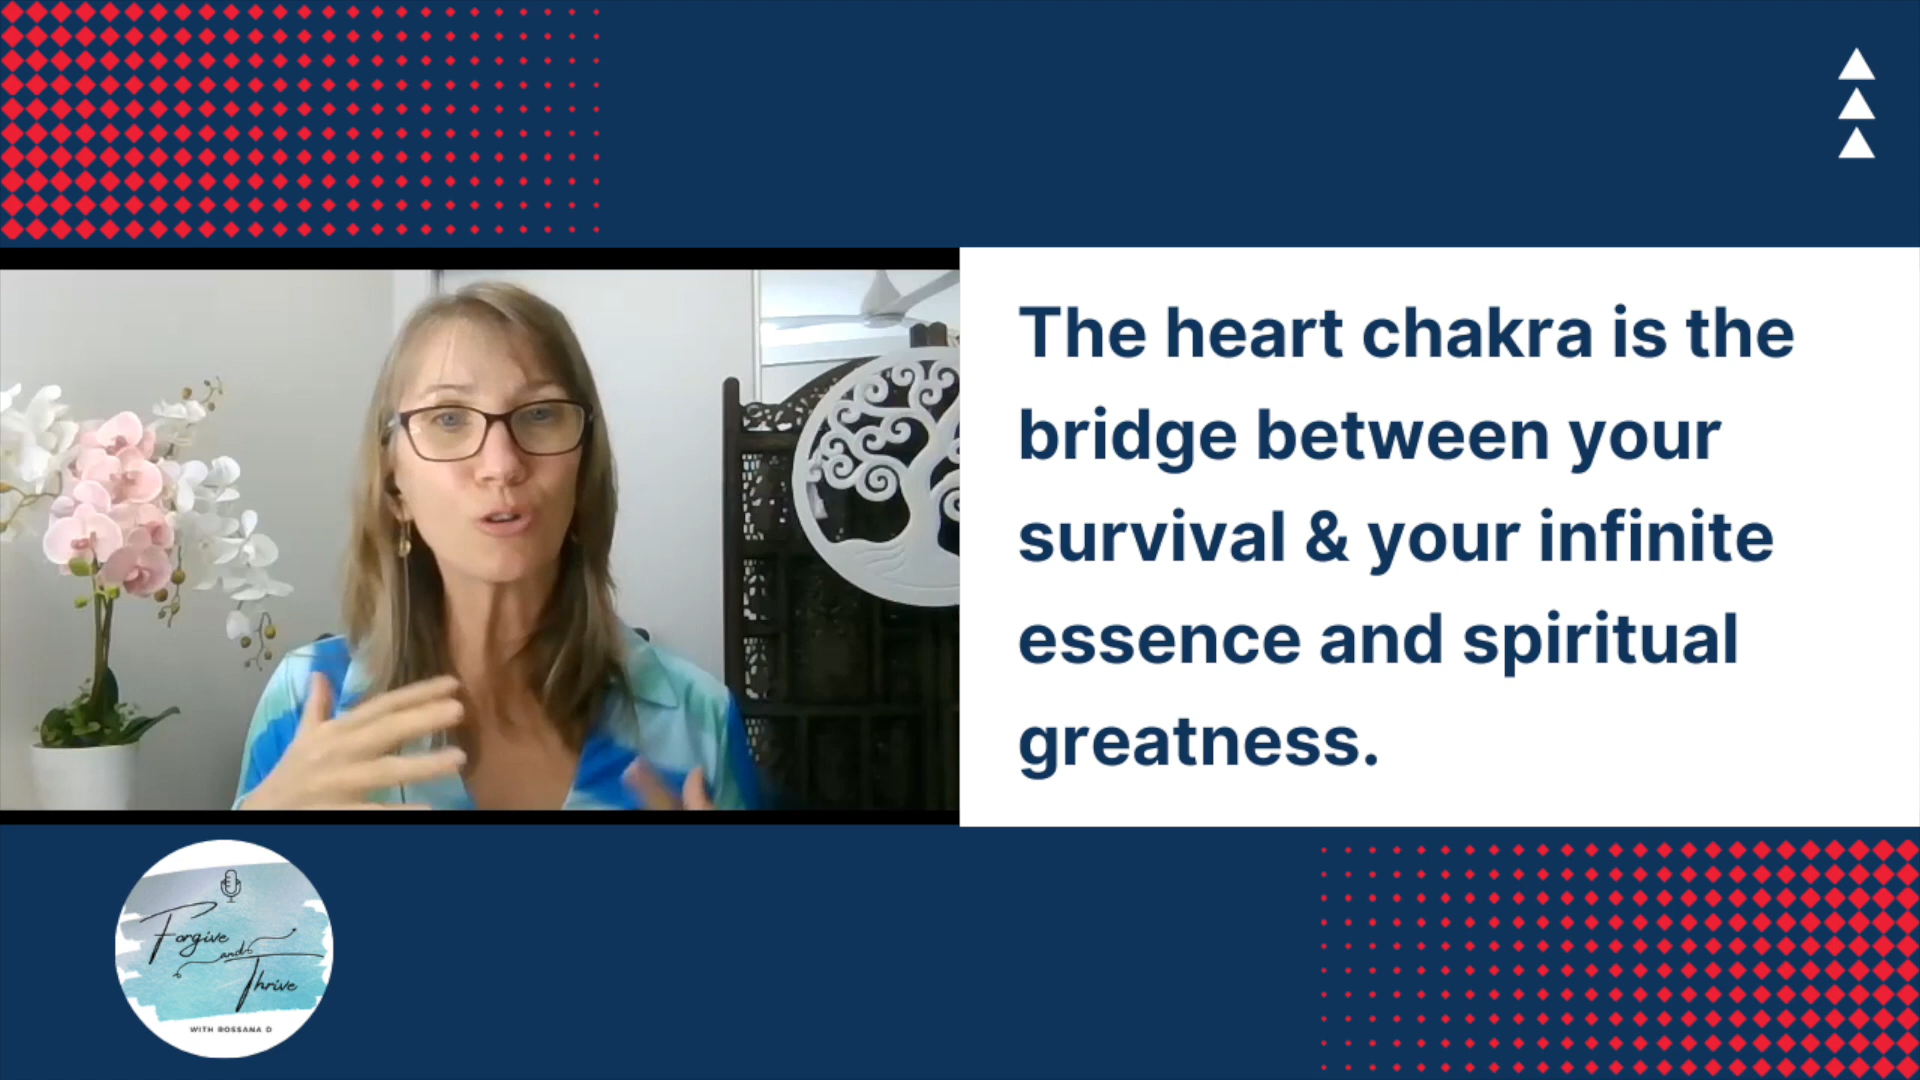 The heart chakra is the
bridge between your
survival & your infinite
essence and spiritual
greatness.
Forgive
and
Thrive
WITH ROSSANA D